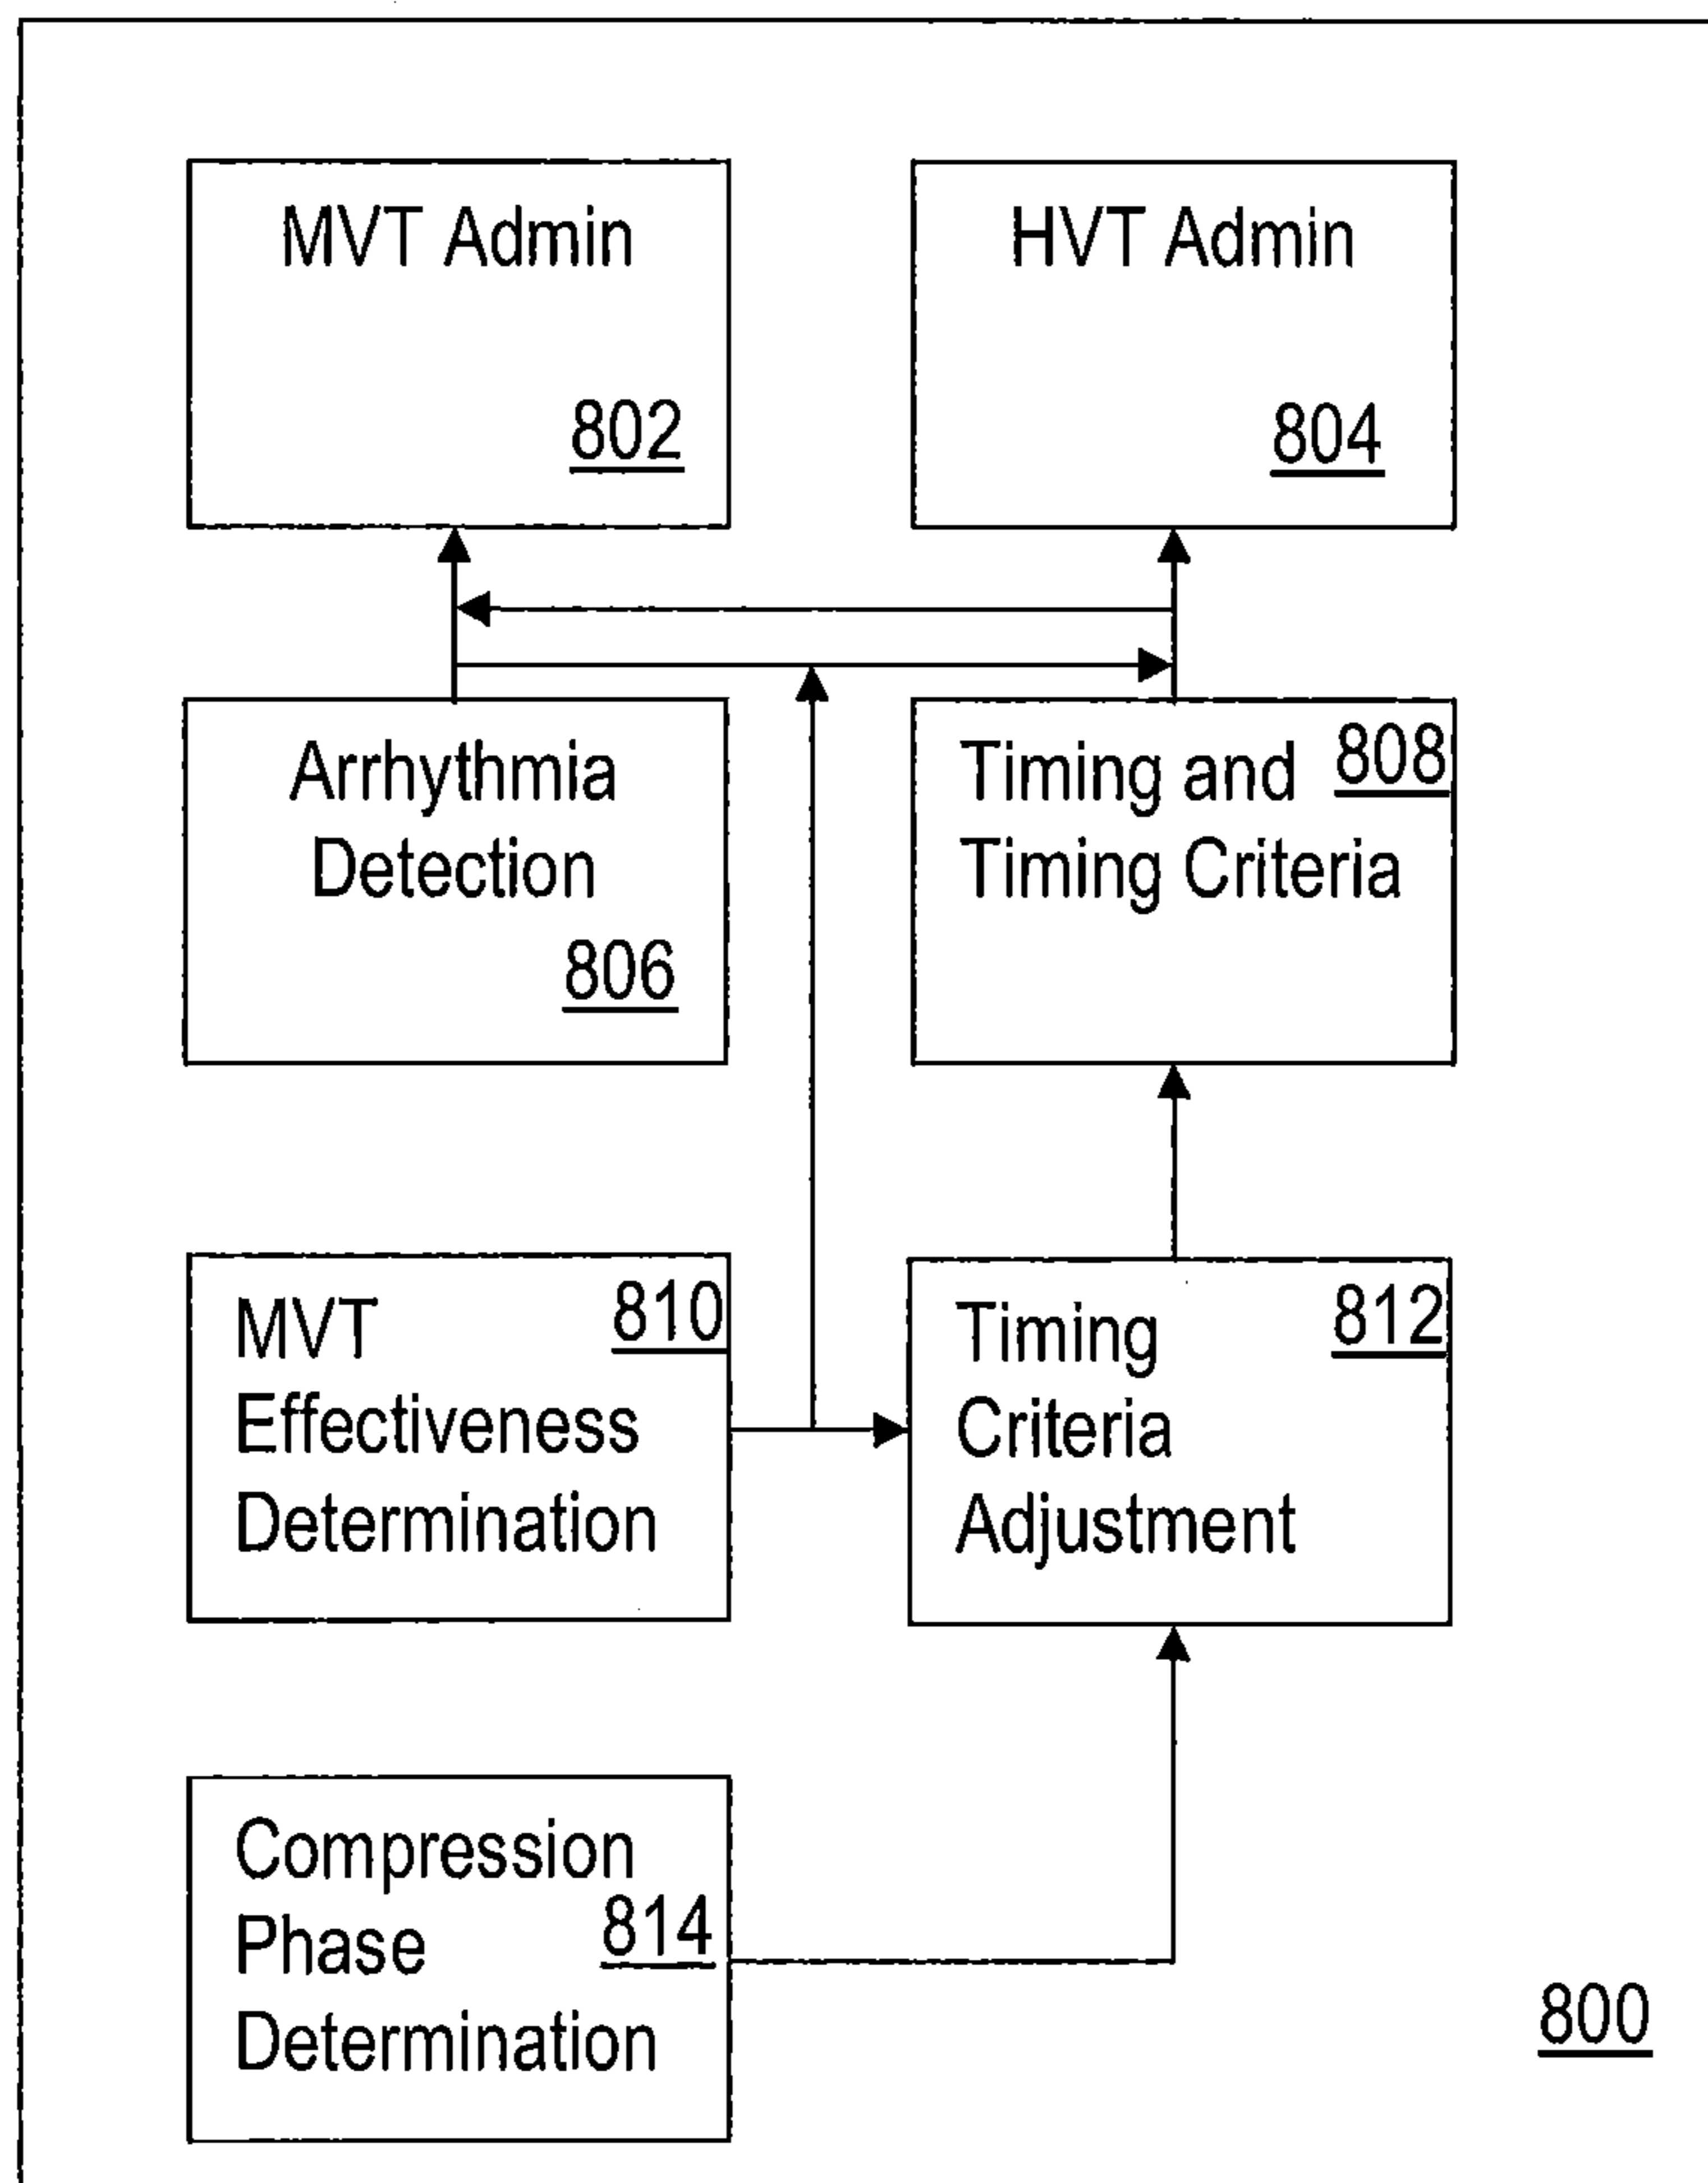 MVT Admin
802
HVT Admin
804
Arrhythmia
Detection
806
Timing and 808
Timing Criteria
MVT 810
Effectiveness
Determination
Timing 812
Criteria
Adjustment
Compression
Phase 814
Determination
800